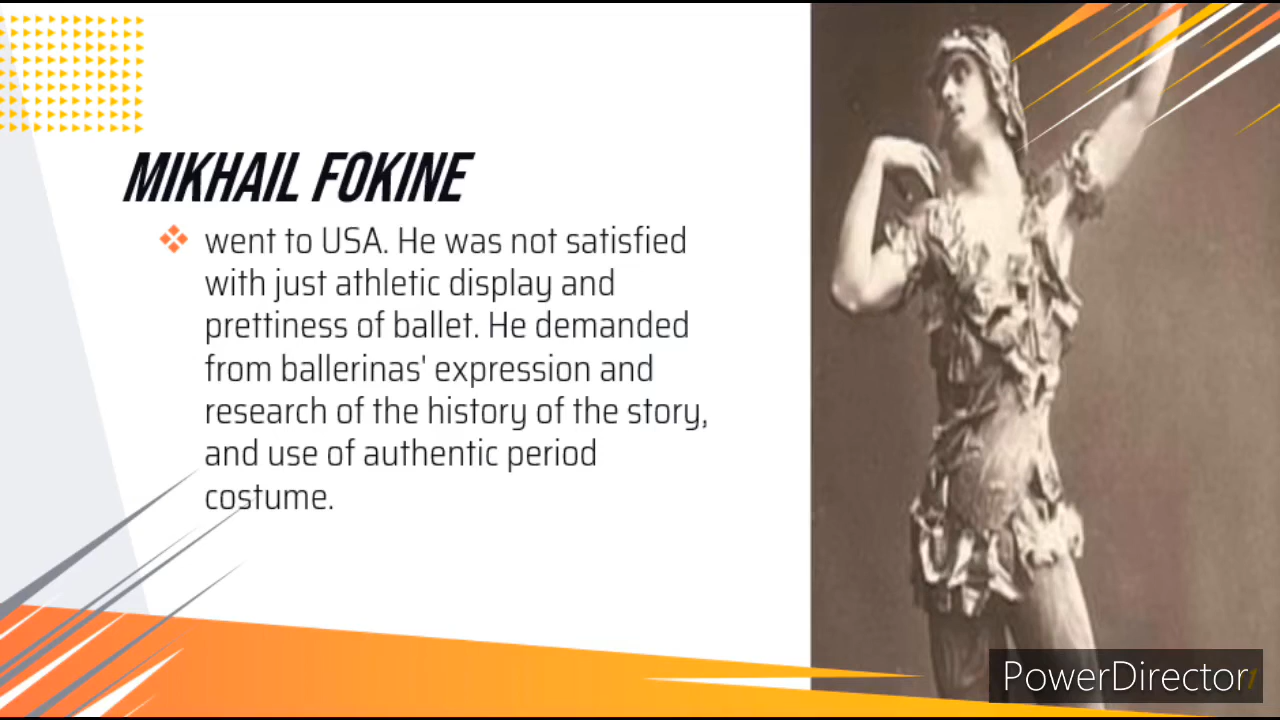 MIKHAIL FOKINE
went to USA. He was not satisfied
with just athletic display and
prettiness of ballet. He demanded
from ballerinas' expression and
research of the history of the story,
and use of authentic period
costume.
PowerDirector